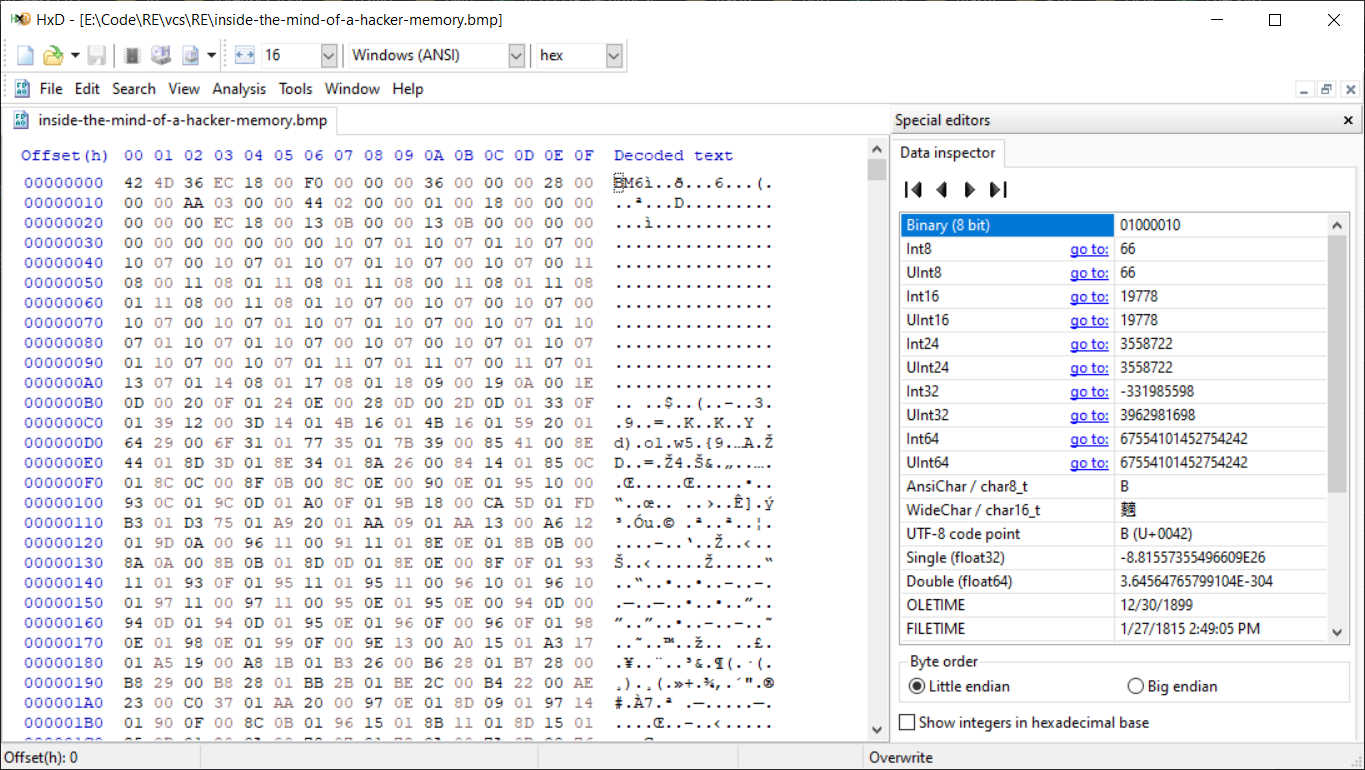 HxD - [E:\Code\RE\vcs\RE\inside-the-mind-of-a-hacker-memory.bmp]
16 Windows (ANSI) hex
File Edit Search View Analysis Tools Window Help
inside-the-mind-of-a-hacker-memory.bmp
Offset(h) 00 01 02 03 04 05 06 07 08 09 0A 0B 0C 0D 0E 0F Decoded text
00000000 42 4D 36 EC 18 00 F0 00 00 00 36 00 00 00 28 00 BM6ì..ð...6...(.
00000010 00 00 AA 03 00 00 44 02 00 00 01 00 18 00 00 00 ..ª...D.........
00000020 00 00 00 EC 18 00 13 0B 00 00 13 0B 00 00 00 00 ...ì............
00000030 00 00 00 00 00 00 00 10 07 01 10 07 01 10 07 00 ................
00000040 10 07 00 10 07 01 10 07 01 10 07 00 10 07 00 11 ................
00000050 08 00 11 08 01 11 08 01 11 08 00 11 08 01 11 08 ................
00000060 01 11 08 00 11 08 01 10 07 00 10 07 00 10 07 00 ................
00000070 10 07 00 10 07 01 10 07 01 10 07 00 10 07 01 10 ................
00000080 07 01 10 07 01 10 07 00 10 07 00 10 07 01 10 07 ................
00000090 01 10 07 00 10 07 01 11 07 01 11 07 00 11 07 01 ................
000000A0 13 07 01 14 08 01 17 08 01 18 09 00 19 0A 00 1E ................
000000B0 0D 00 20 0F 01 24 0E 00 28 0D 00 2D 0D 01 33 0F .. ..$..(..-..3.
000000C0 01 39 12 00 3D 14 01 4B 16 01 4B 16 01 59 20 01 .9..=..K..K..Y .
000000D0 64 29 00 6F 31 01 77 35 01 7B 39 00 85 41 00 8E d).o1.w5.{9.…A.Ž
000000E0 44 01 8D 3D 01 8E 34 01 8A 26 00 84 14 01 85 0C D..=.Ž4.Š&.„..….
000000F0 01 8C 0C 00 8F 0B 00 8C 0E 00 90 0E 01 95 10 00 .Œ.....Œ.....•..
00000100 93 0C 01 9C 0D 01 A0 0F 01 9B 18 00 CA 5D 01 FD “..œ.. ..›..Ê].ý
00000110 B3 01 D3 75 01 A9 20 01 AA 09 01 AA 13 00 A6 12 ³.Óu.© .ª..ª..¦.
00000120 01 9D 0A 00 96 11 00 91 11 01 8E 0E 01 8B 0B 00 ....–..‘..Ž..‹..
00000130 8A 0A 00 8B 0B 01 8D 0D 01 8E 0E 00 8F 0F 01 93 Š..‹.....Ž.....“
00000140 11 01 93 0F 01 95 11 01 95 11 00 96 10 01 96 10 ..“..•..•..–..–.
00000150 01 97 11 00 97 11 00 95 0E 01 95 0E 00 94 0D 00 .—..—..•..•..”..
00000160 94 0D 01 94 0D 01 95 0E 01 96 0F 00 96 0F 01 98 ”..”..•..–..–..˜
00000170 0E 01 98 0E 01 99 0F 00 9E 13 00 A0 15 01 A3 17 ..˜..™..ž.. ..£.
00000180 01 A5 19 00 A8 1B 01 B3 26 00 B6 28 01 B7 28 00 .¥..¨..³&.¶(.·(.
00000190 B8 29 00 B8 28 01 BB 2B 01 BE 2C 00 B4 22 00 AE ¸).¸(.»+.¾,.´".®
000001A0 23 00 C0 37 01 AA 20 00 97 0E 01 8D 09 01 97 14 #.À7.ª .—.....—.
000001B0 01 90 0F 00 8C 0B 01 96 15 01 8B 11 01 8D 15 01 ....Œ..–..‹.....
Special editors
Data inspector
Binary (8 bit) 01000010
Int8 go to: 66
UInt8 go to: 66
Int16 go to: 19778
UInt16 go to: 19778
Int24 go to: 3558722
UInt24 go to: 3558722
Int32 go to: -331985598
UInt32 go to: 3962981698
Int64 go to: 67554101452754242
UInt64 go to: 67554101452754242
AnsiChar / char8_t B
WideChar / char16_t
UTF-8 code point B (U+0042)
Single (float32) -8.81557355496609E26
Double (float64) 3.64564765799104E-304
OLETIME 12/30/1899
FILETIME 1/27/1815 2:49:05 PM
Byte order
Little endian Big endian
Show integers in hexadecimal base
Offset(h): 0 Overwrite